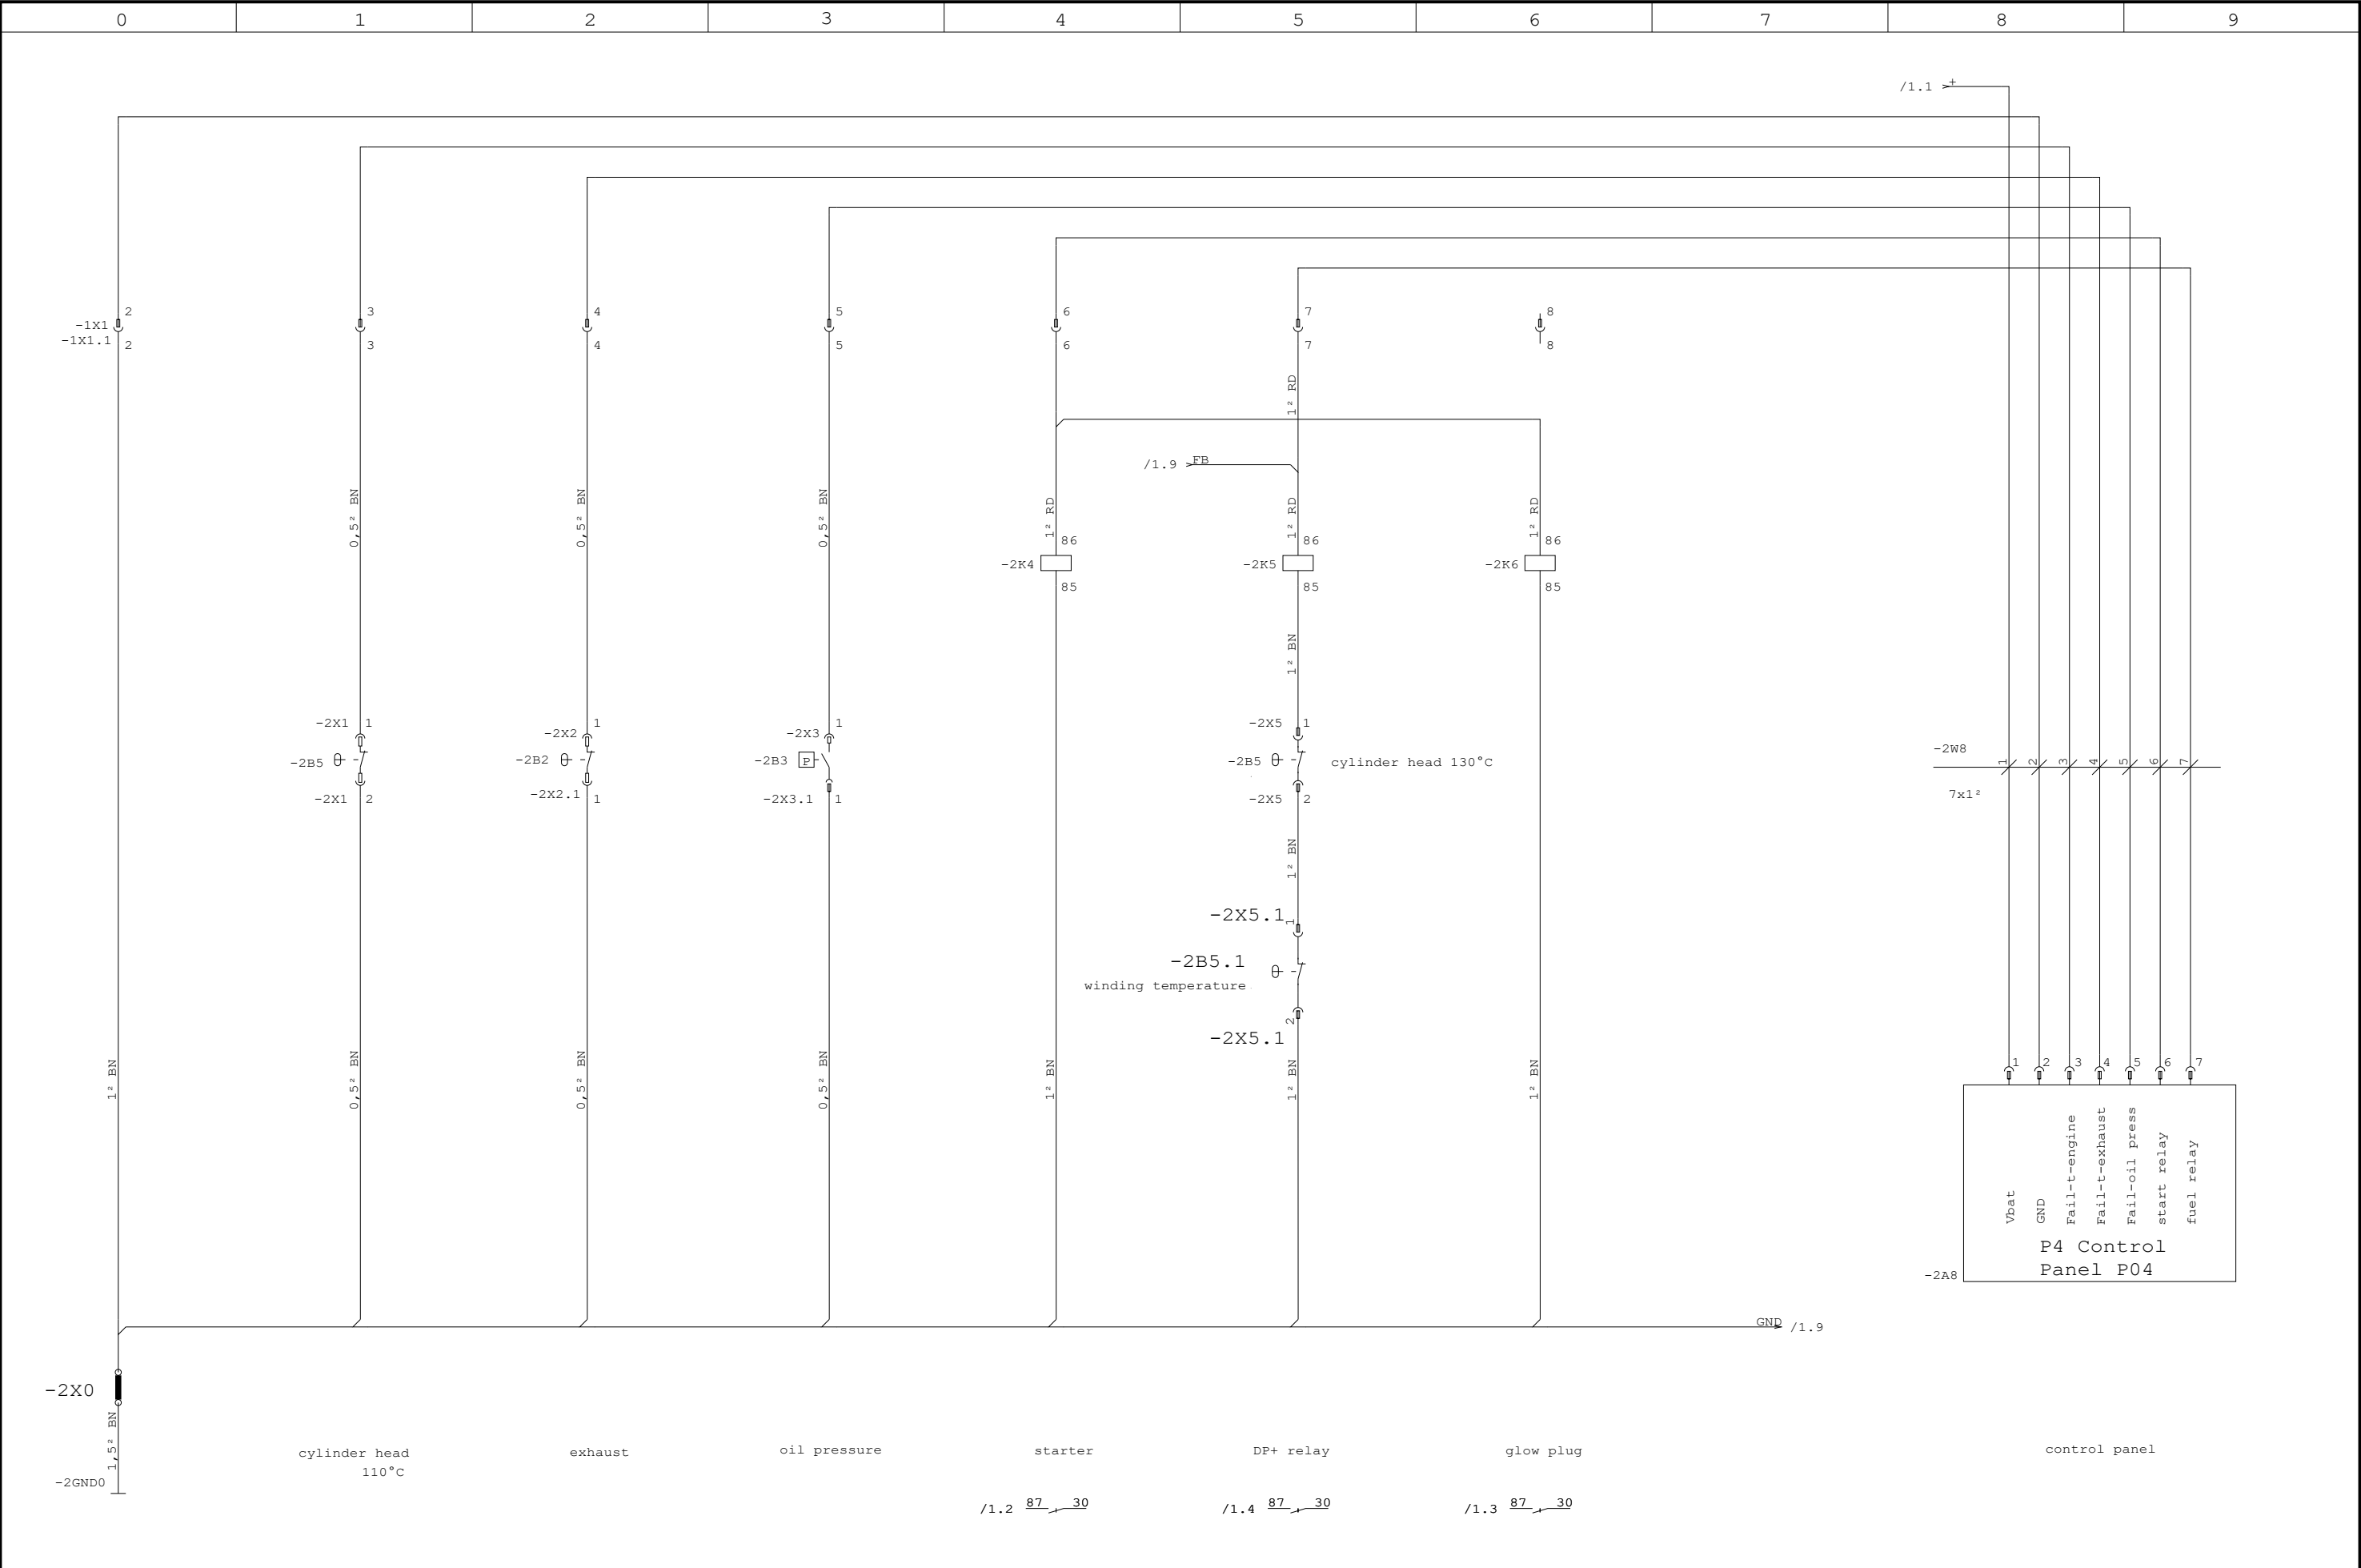 0 1 2 3 4 5 6 7 8 9
/1.1 +
2 3 4 5 6 7 8
-1X1
-1X1.1
2 3 4 5 6 7 8
1² RD
/1.9 FB
0,5² BN 0,5² BN 0,5² BN 1² RD 1² RD 1² RD
86 86 86
-2K4 -2K5 -2K6
85 85 85
1² BN
-2X1 1 -2X2 1 -2X3 1 -2X5 1
-2B5 -2B2 -2B3 P -2B5 cylinder head 130°C
-2X1 2 -2X2.1 1 -2X3.1 1 -2X5 2
-2W8 1 2 3 4 5 6 7
7x1²
1² BN
-2X5.1 1
-2B5.1
winding temperature
2
-2X5.1
1² BN 0,5² BN 0,5² BN 0,5² BN 1² BN 1² BN 1² BN
1 2 3 4 5 6 7
Vbat
GND
Fail-t-engine
Fail-t-exhaust
Fail-oil press
start relay
fuel relay
P4 Control
Panel P04
-2A8
GND /1.9
-2X0
1,5² BN
-2GND0
cylinder head
110°C
exhaust
oil pressure
starter
DP+ relay
glow plug
control panel
/1.2 87 30
/1.4 87 30
/1.3 87 30